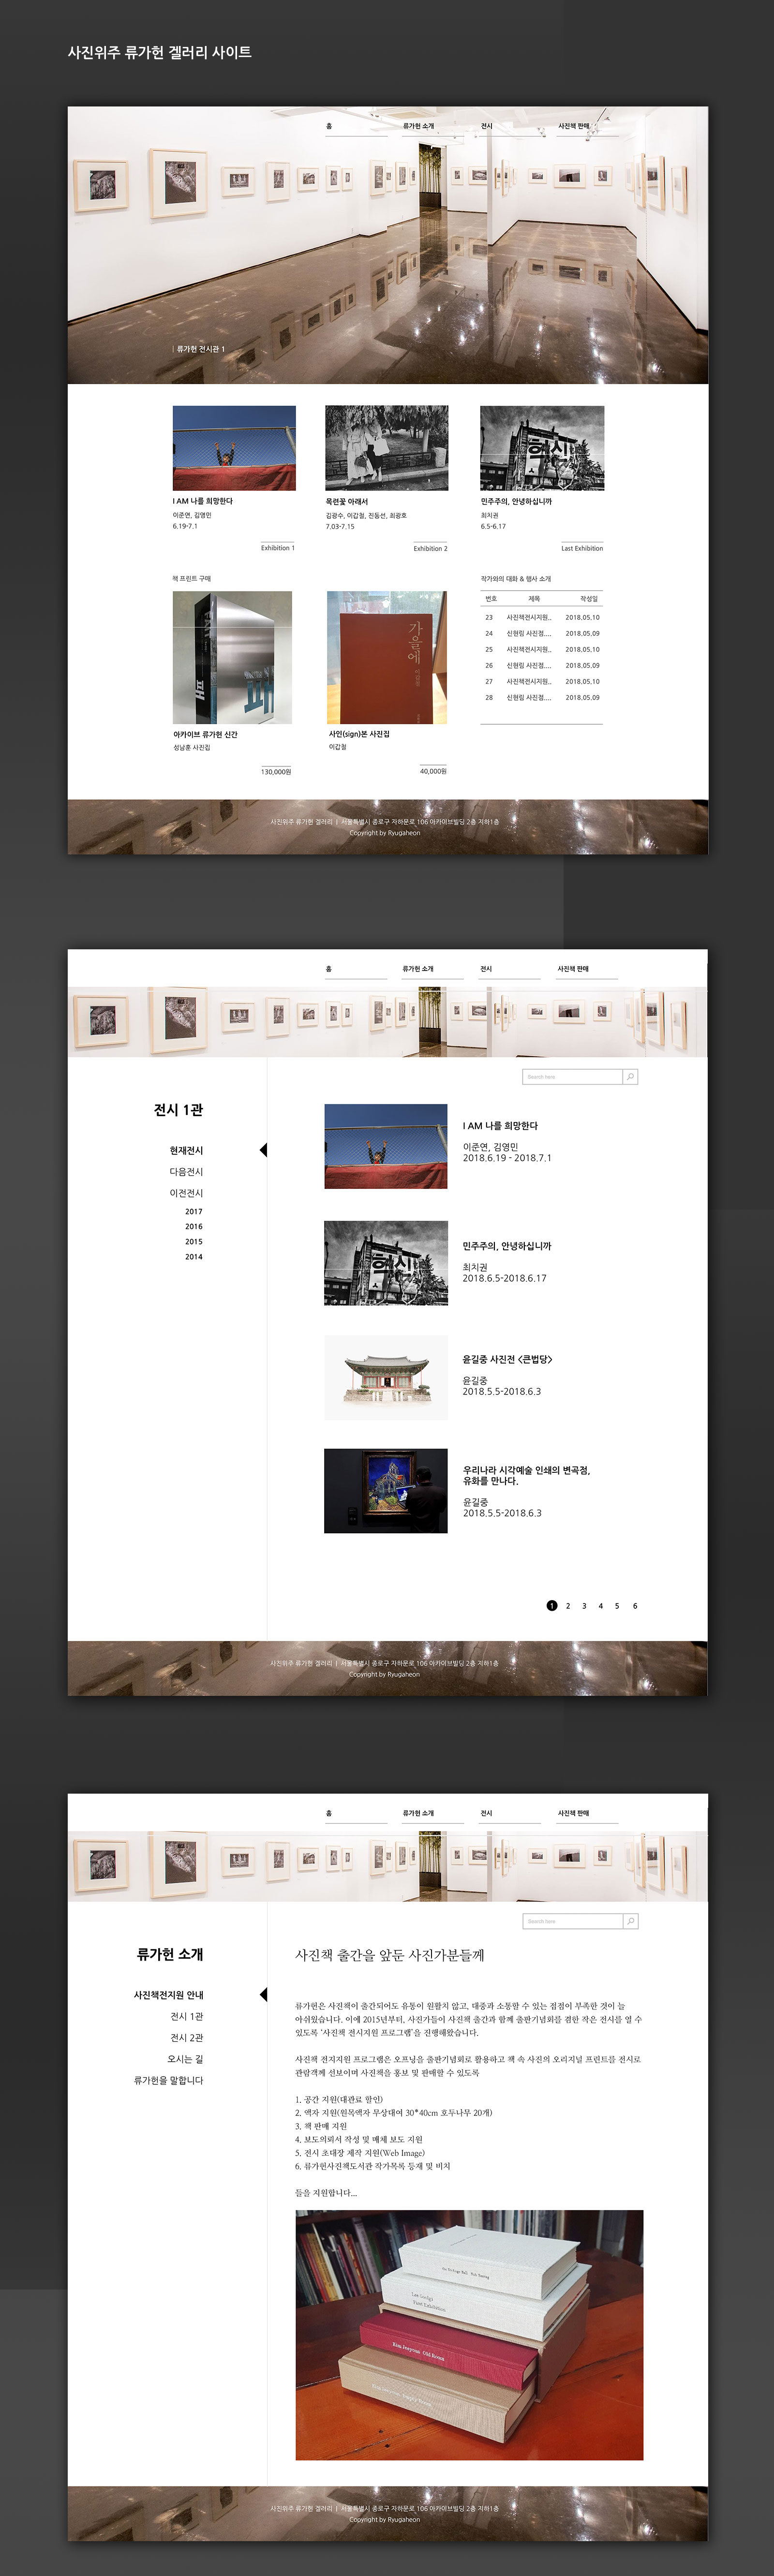 사진위주 류가헌 겔러리 사이트
홈 류가헌 소개 전시 사진책 판매
류가헌 전시관 1
혁신
I AM 나를 희망한다
이준연, 김영민
6.19-7.1
Exhibition 1
목련꽃 아래서
김광수, 이갑철, 진동선, 최광호
7.03-7.15
Exhibition 2
민주주의, 안녕하십니까
최치권
6.5-6.17
Last Exhibition
책 프린트 구매
가을에
이갑철
아카이브 류가헌 신간
성남훈 사진집
130,000원
사인(sign)본 사진집
이갑철
40,000원
작가와의 대화 & 행사 소개
번호 제목 작성일
23 사진책전시지원.. 2018.05.10
24 신현림 사진점.... 2018.05.09
25 사진책전시지원.. 2018.05.10
26 신현림 사진점.... 2018.05.09
27 사진책전시지원.. 2018.05.10
28 신현림 사진점.... 2018.05.09
사진위주 류가헌 겔러리 | 서울특별시 종로구 자하문로 106 아카이브빌딩 2층 지하1층
Copyright by Ryugaheon
홈 류가헌 소개 전시 사진책 판매
Search here
전시 1관
현재전시
다음전시
이전전시
2017
2016
2015
2014
I AM 나를 희망한다
이준연, 김영민
2018.6.19 - 2018.7.1
혁신
민주주의, 안녕하십니까
최치권
2018.6.5-2018.6.17
윤길중 사진전 <큰법당>
윤길중
2018.5.5-2018.6.3
우리나라 시각예술 인쇄의 변곡점,
유화를 만나다.
윤길중
2018.5.5-2018.6.3
1 2 3 4 5 6
사진위주 류가헌 겔러리 | 서울특별시 종로구 자하문로 106 아카이브빌딩 2층 지하1층
Copyright by Ryugaheon
홈 류가헌 소개 전시 사진책 판매
Search here
류가헌 소개
사진책전지원 안내
전시 1관
전시 2관
오시는 길
류가헌을 말합니다
사진책 출간을 앞둔 사진가분들께
류가헌은 사진책이 출간되어도 유통이 원활치 않고, 대중과 소통할 수 있는 접점이 부족한 것이 늘
아쉬웠습니다. 이에 2015년부터, 사진가들이 사진책 출간과 함께 출판기념회를 겸한 작은 전시를 열 수
있도록 '사진책 전시지원 프로그램'을 진행해왔습니다.
사진책 전지지원 프로그램은 오프닝을 출판기념회로 활용하고 책 속 사진의 오리지널 프린트를 전시로
관람객께 선보이며 사진책을 홍보 및 판매할 수 있도록
1. 공간 지원(대관료 할인)
2. 액자 지원(원목액자 무상대여 30*40cm 호두나무 20개)
3. 책 판매 지원
4. 보도의뢰서 작성 및 매체 보도 지원
5. 전시 초대장 제작 지원(Web Image)
6. 류가헌사진책도서관 작가목록 등재 및 비치
들을 지원합니다...
사진위주 류가헌 겔러리 | 서울특별시 종로구 자하문로 106 아카이브빌딩 2층 지하1층
Copyright by Ryugaheon